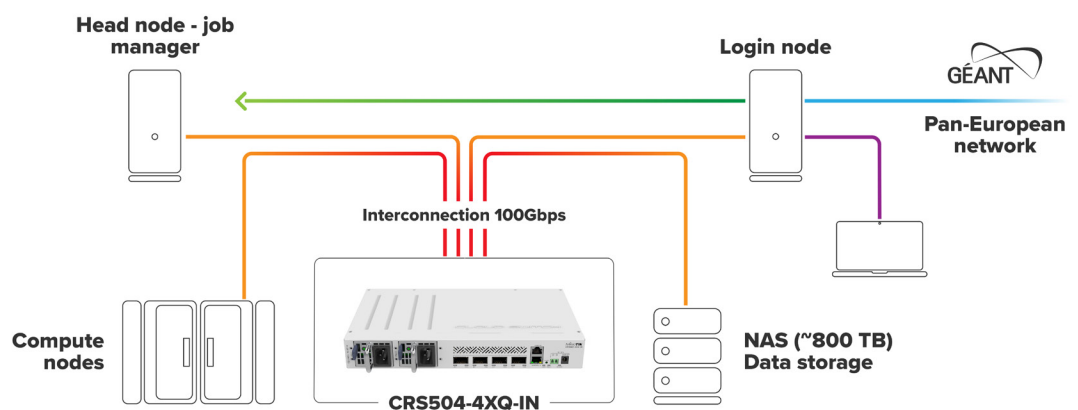 Head node - job
manager
Login node
GÉANT
Pan-European
network
Interconnection 100Gbps
Compute
nodes
NAS (~800 TB)
Data storage
CRS504-4XQ-IN